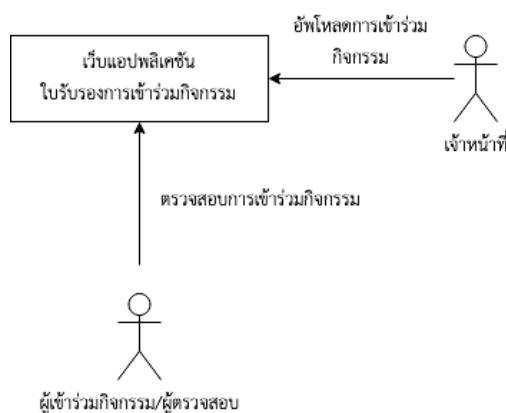 อัพโหลดการเข้าร่วม
กิจกรรม
เว็บแอปพลิเคชัน
ใบรับรองการเข้าร่วมกิจกรรม
เจ้าหน้าที่
ตรวจสอบการเข้าร่วมกิจกรรม
ผู้เข้าร่วมกิจกรรม/ผู้ตรวจสอบ